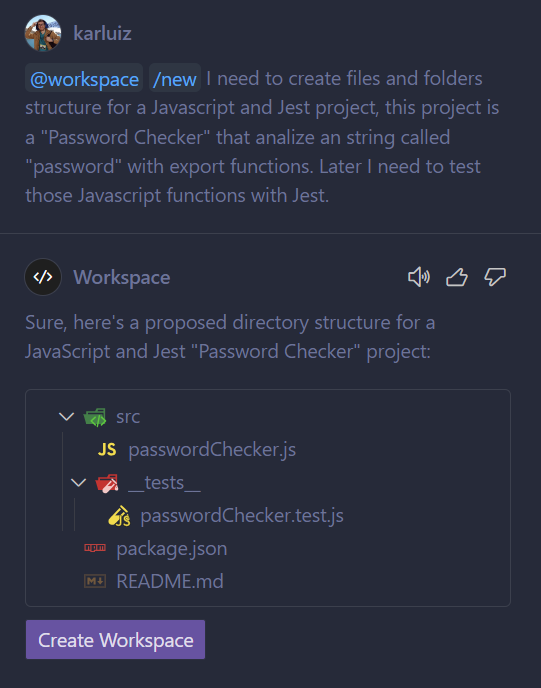 karluiz
@workspace /new I need to create files and folders
structure for a Javascript and Jest project, this project is
a "Password Checker" that analize an string called
"password" with export functions. Later I need to test
those Javascript functions with Jest.
Workspace
Sure, here's a proposed directory structure for a
JavaScript and Jest "Password Checker" project:
src
JS passwordChecker.js
__tests__
JS passwordChecker.test.js
npm package.json
M README.md
Create Workspace